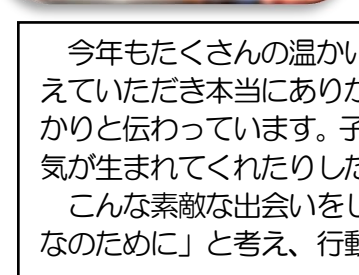 今年もたくさんの温かい
えていただき本当にありが
かりと伝わっています。子
気が生まれてくれたりした
こんな素敵な出会いをし
なのために」と考え、行動